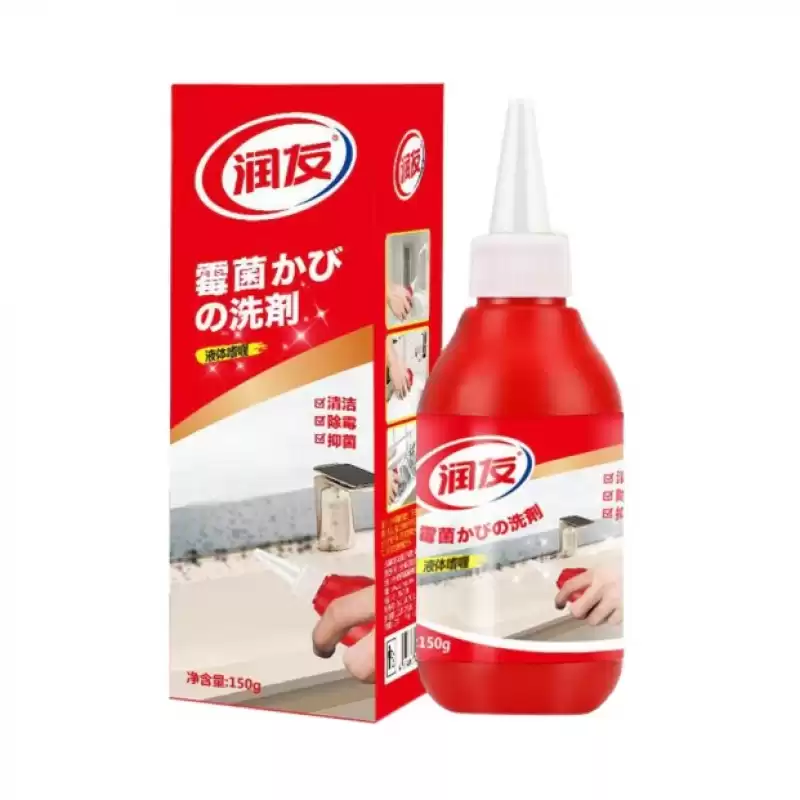 润友®
霉菌かび
の洗剤
液体啫喱
清洁
除霉
抑菌
净含量:150g
润友
润友®
霉菌かびの洗剤
液体啫喱
:150g